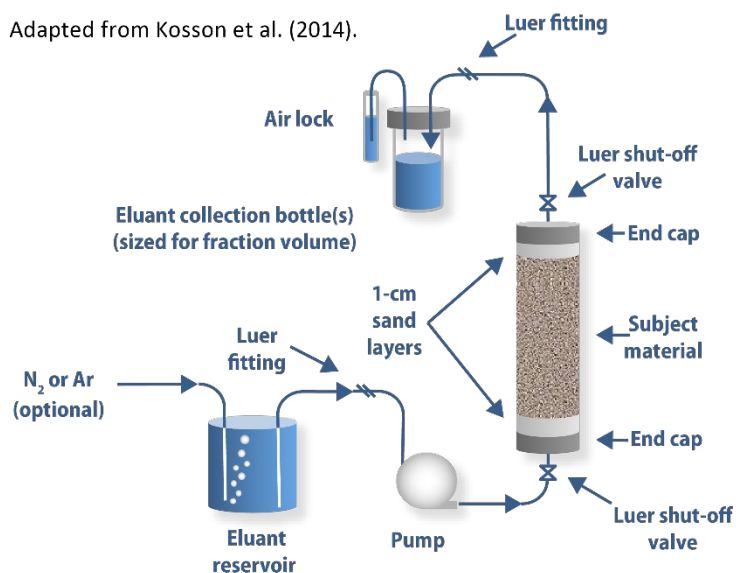 Adapted from Kosson et al. (2014).
Luer fitting
Air lock
Luer shut-off
valve
Eluant collection bottle(s)
(sized for fraction volume)
End cap
1-cm
sand
layers
Subject
material
Luer
fitting
N₂ or Ar
(optional)
End cap
Eluant
reservoir
Pump
Luer shut-off
valve